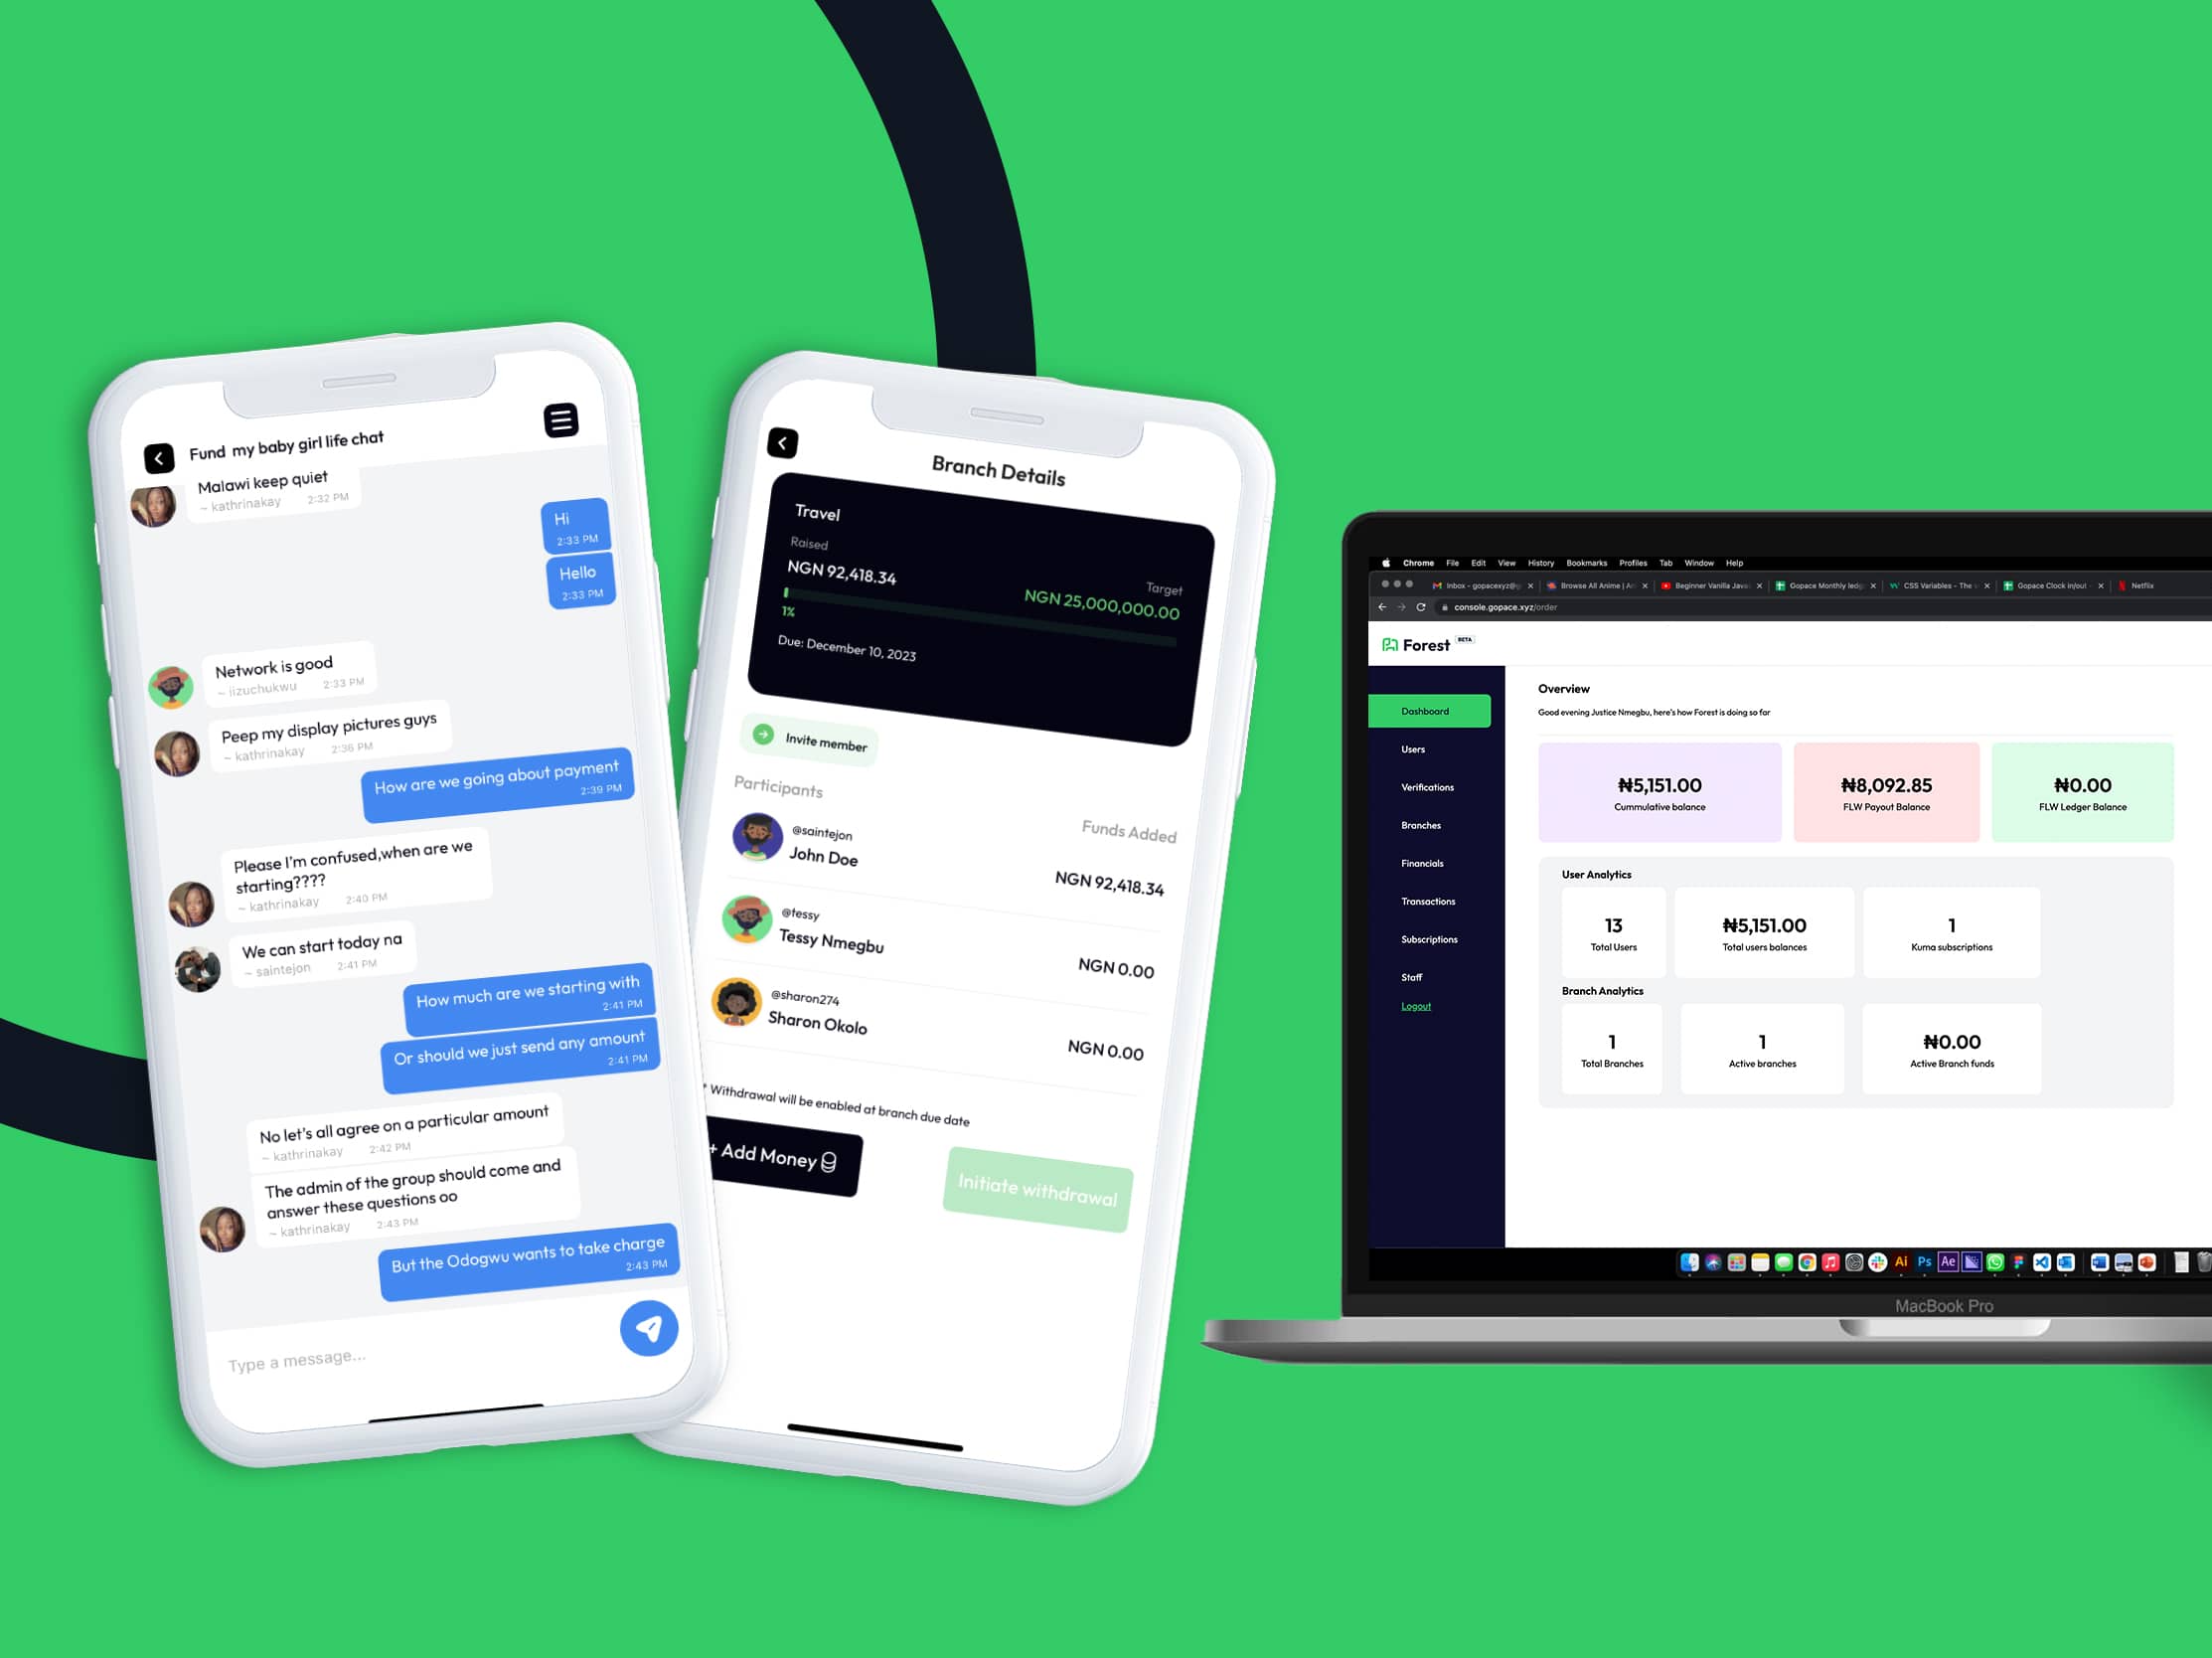 Fund my baby girl life chat
Malawi keep quiet
~ kathrinakay 2:32 PM
Hi
2:33 PM
Hello
2:33 PM
Network is good
~ iizuchukwu 2:33 PM
Peep my display pictures guys
~ kathrinakay 2:36 PM
How are we going about payment
2:39 PM
Please I'm confused,when are we
starting????
~ kathrinakay 2:40 PM
We can start today na
~ saintejon 2:41 PM
How much are we starting with
2:41 PM
Or should we just send any amount
2:41 PM
No let's all agree on a particular amount
~ kathrinakay 2:42 PM
The admin of the group should come and
answer these questions oo
~ kathrinakay 2:43 PM
But the Odogwu wants to take charge
2:43 PM
Type a message...
Branch Details
Travel
Raised
NGN 92,418.34
Target
NGN 25,000,000.00
1%
Due: December 10, 2023
Invite member
Participants
Funds Added
@saintejon
John Doe
NGN 92,418.34
@tessy
Tessy Nmegbu
NGN 0.00
@sharon274
Sharon Okolo
NGN 0.00
* Withdrawal will be enabled at branch due date
+ Add Money
Initiate withdrawal
Chrome File Edit View History Bookmarks Profiles Tab Window Help
Inbox - gopacexyz@g Browse All Anime | Beginner Vanilla Java Gopace Monthly ledg CSS Variables - The Gopace Clock in/out - Netflix
console.gopace.xyz/order
Forest BETA
Dashboard
Users
Verifications
Branches
Financials
Transactions
Subscriptions
Staff
Logout
Overview
Good evening Justice Nmegbu, here's how Forest is doing so far
₦5,151.00
Cummulative balance
₦8,092.85
FLW Payout Balance
₦0.00
FLW Ledger Balance
User Analytics
13
Total Users
₦5,151.00
Total users balances
1
Kuma subscriptions
Branch Analytics
1
Total Branches
1
Active branches
₦0.00
Active Branch funds
Ai Ps Ae
MacBook Pro